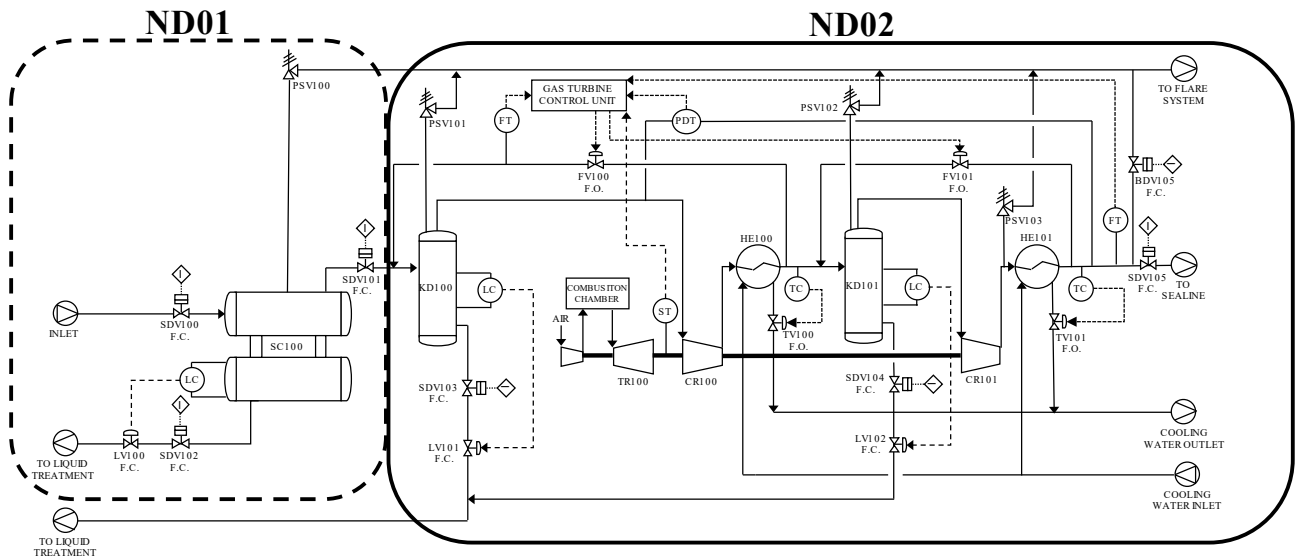 ND01
ND02
PSV100
TO FLARE
SYSTEM
PSV101
GAS TURBINE
CONTROL UNIT
FT
PDT
PSV102
FV100
F.O.
FV101
F.O.
BDV105
F.C.
PSV103
FT
SDV101
F.C.
KD100
LC
HE100
TC
TV100
F.O.
KD101
LC
HE101
TC
TV101
F.O.
SDV105
F.C.
TO
SEALINE
I
I
I
I
I
I
I
INLET
SDV100
F.C.
SC100
LC
COMBUSTION
CHAMBER
AIR
ST
TR100
CR100
CR101
SDV103
F.C.
SDV104
F.C.
LV101
F.C.
LV102
F.C.
TO LIQUID
TREATMENT
LV100
F.C.
SDV102
F.C.
COOLING
WATER OUTLET
COOLING
WATER INLET
TO LIQUID
TREATMENT